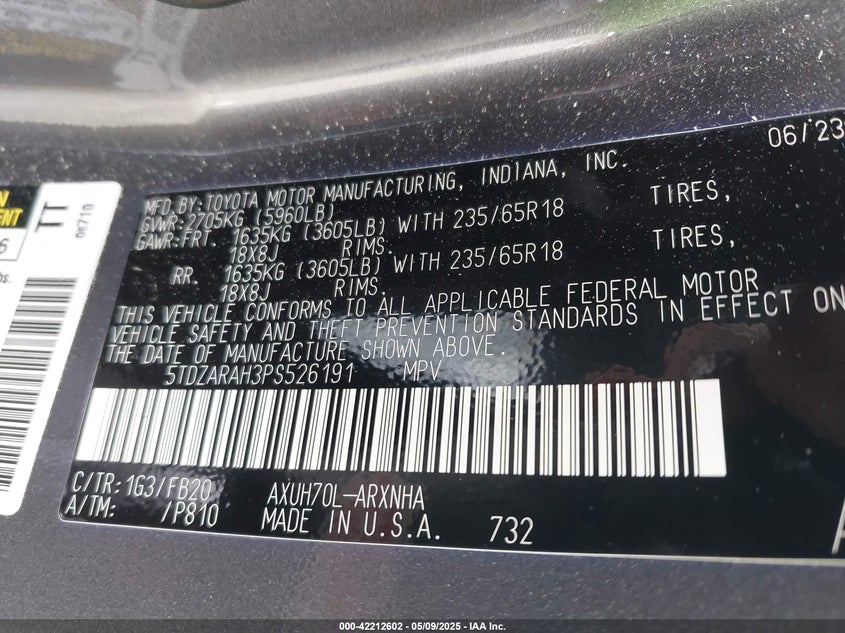 06/23
MFD.BY:TOYOTA MOTOR MANUFACTURING, INDIANA, INC.
GVWR:2705KG (5960LB)
GAWR:FRT. 1635KG (3605LB) WITH 235/65R18 TIRES,
18X8J RIMS.
RR. 1635KG (3605LB) WITH 235/65R18 TIRES,
18X8J RIMS.
THIS VEHICLE CONFORMS TO ALL APPLICABLE FEDERAL MOTOR
VEHICLE SAFETY AND THEFT PREVENTION STANDARDS IN EFFECT ON
THE DATE OF MANUFACTURE SHOWN ABOVE.
5TDZARAH3PS526191 MPV
C/TR: 1G3/FB20 AXUH70L-ARXNHA
A/TM: /P810 MADE IN U.S.A. 732
TT
0E710
000-42212602 - 05/09/2025 - IAA Inc.